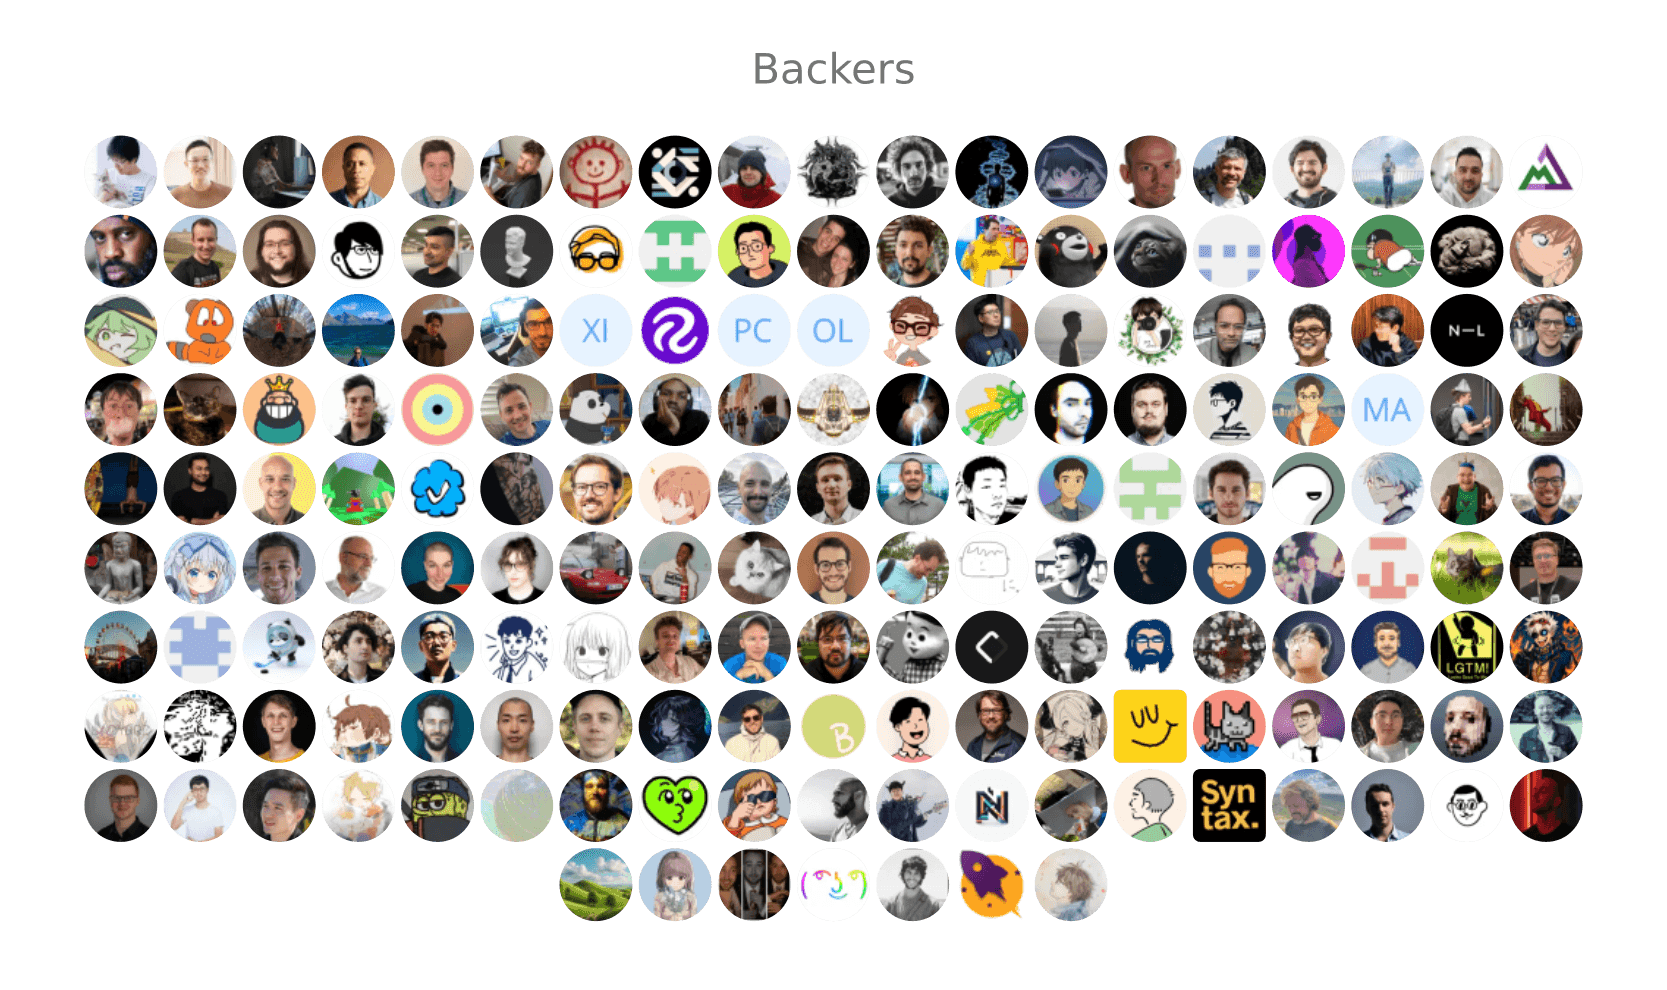 Backers
XI
PC
OL
N—L
MA
LGTM!
B
Syn
tax.